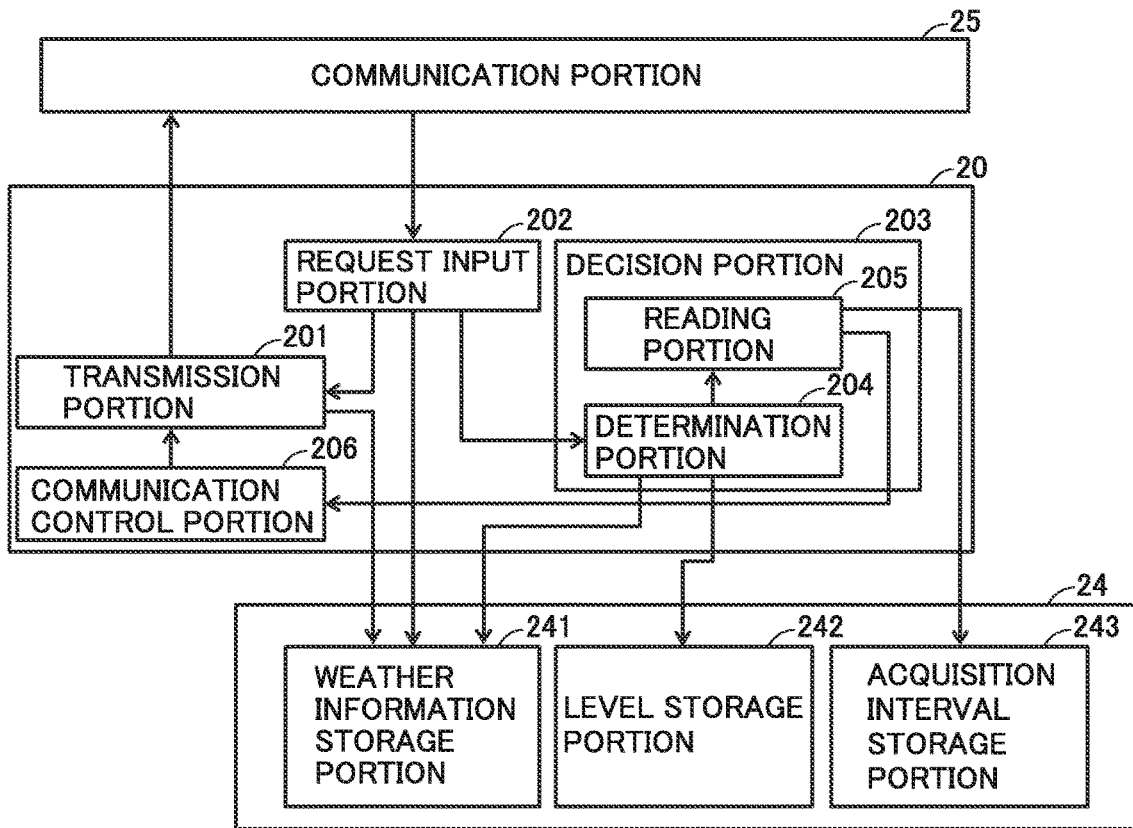 25
COMMUNICATION PORTION
20
202
REQUEST INPUT
PORTION
203
DECISION PORTION
205
READING
PORTION
201
TRANSMISSION
PORTION
204
DETERMINATION
PORTION
206
COMMUNICATION
CONTROL PORTION
24
241
WEATHER
INFORMATION
STORAGE
PORTION
242
LEVEL STORAGE
PORTION
243
ACQUISITION
INTERVAL
STORAGE
PORTION